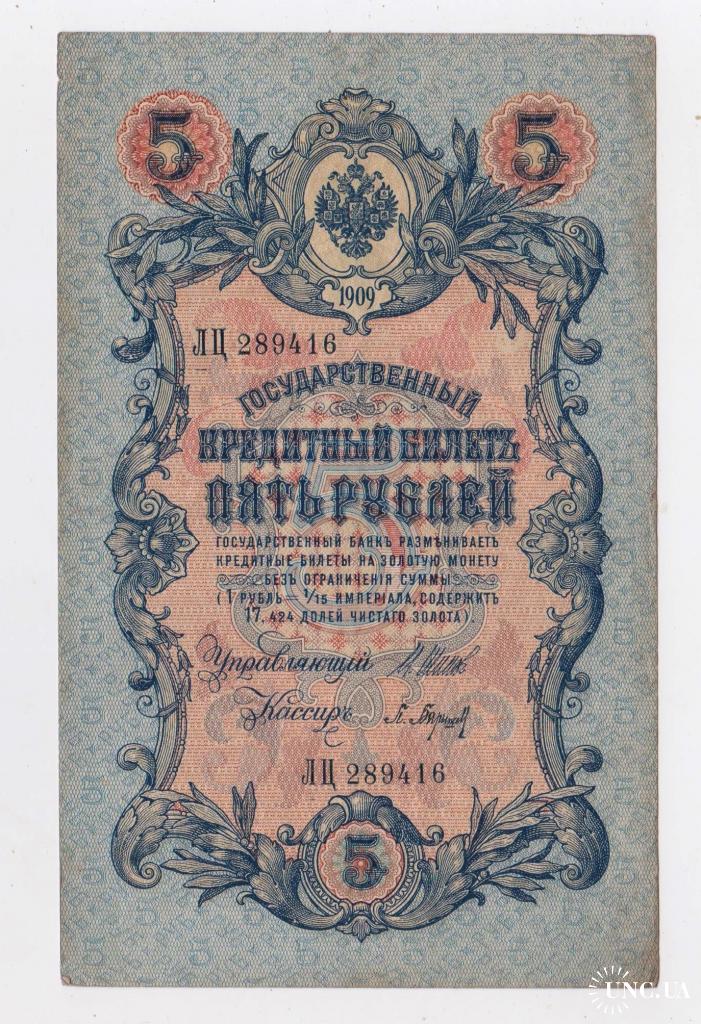 5 5
1909
ЛЦ 289416
ГОСУДАРСТВЕННЫЙ
КРЕДИТНЫЙ БИЛЕТЪ
ПЯТЬ РУБЛЕЙ
ГОСУДАРСТВЕННЫЙ БАНКЪ РАЗМѢНИВАЕТЪ
КРЕДИТНЫЕ БИЛЕТЫ НА ЗОЛОТУЮ МОНЕТУ
БЕЗЪ ОГРАНИЧЕНІЯ СУММЫ
(1 РУБЛЬ = 1/15 ИМПЕРІАЛА, СОДЕРЖИТЪ
17,424 ДОЛЕЙ ЧИСТАГО ЗОЛОТА).
Управляющій
Кассиръ
ЛЦ 289416
5
UNC.UA